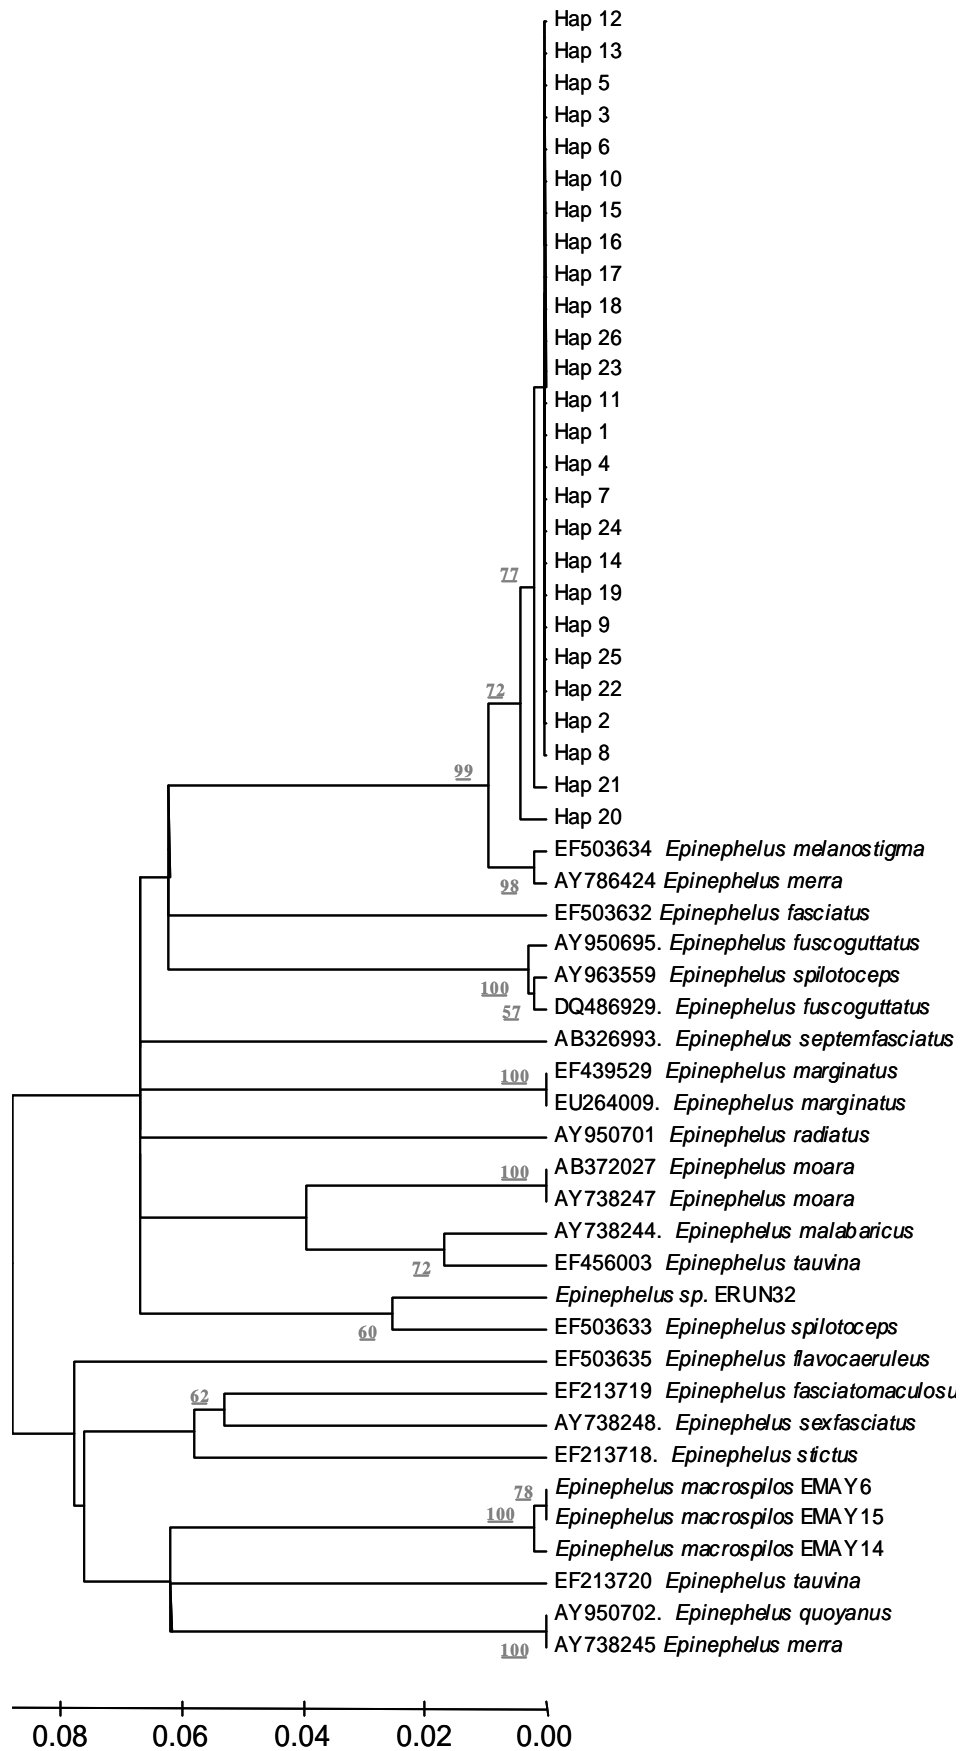 Hap 12
Hap 13
Hap 5
Hap 3
Hap 6
Hap 10
Hap 15
Hap 16
Hap 17
Hap 18
Hap 26
Hap 23
Hap 11
Hap 1
Hap 4
Hap 7
Hap 24
Hap 14
77
Hap 19
Hap 9
Hap 25
Hap 22
72
Hap 2
Hap 8
99
Hap 21
Hap 20
EF503634 Epinephelus melanostigma
AY786424 Epinephelus merra
98
EF503632 Epinephelus fasciatus
AY950695. Epinephelus fuscoguttatus
AY963559 Epinephelus spilotoceps
100
DQ486929. Epinephelus fuscoguttatus
57
AB326993. Epinephelus septemfasciatus
EF439529 Epinephelus marginatus
100
EU264009. Epinephelus marginatus
AY950701 Epinephelus radiatus
AB372027 Epinephelus moara
100
AY738247 Epinephelus moara
AY738244. Epinephelus malabaricus
EF456003 Epinephelus tauvina
72
Epinephelus sp. ERUN32
EF503633 Epinephelus spilotoceps
60
EF503635 Epinephelus flavocaeruleus
EF213719 Epinephelus fasciatomaculosu
62
AY738248. Epinephelus sexfasciatus
EF213718. Epinephelus stictus
Epinephelus macrospilos EMAY6
78
Epinephelus macrospilos EMAY15
100
Epinephelus macrospilos EMAY14
EF213720 Epinephelus tauvina
AY950702. Epinephelus quoyanus
AY738245 Epinephelus merra
100
0.08 0.06 0.04 0.02 0.00